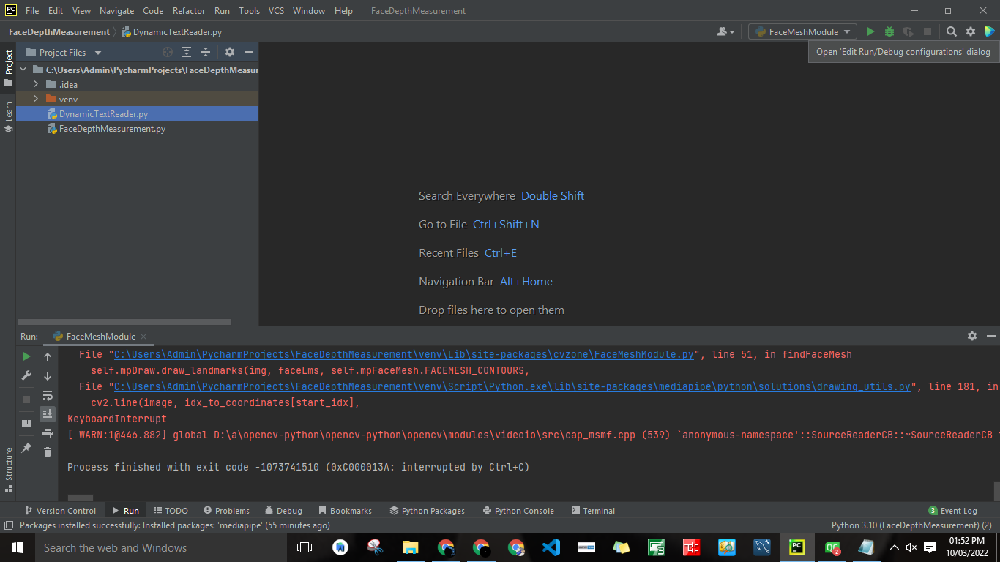 PC File Edit View Navigate Code Refactor Run Tools VCS Window Help FaceDepthMeasurement
FaceDepthMeasurement DynamicTextReader.py FaceMeshModule
Open 'Edit Run/Debug configurations' dialog
Project
Learn
Structure
Project Files
C:\Users\Admin\PycharmProjects\FaceDepthMeasur
.idea
venv
DynamicTextReader.py
FaceDepthMeasurement.py
Search Everywhere Double Shift
Go to File Ctrl+Shift+N
Recent Files Ctrl+E
Navigation Bar Alt+Home
Drop files here to open them
Run: FaceMeshModule
File "C:\Users\Admin\PycharmProjects\FaceDepthMeasurement\venv\Lib\site-packages\cvzone\FaceMeshModule.py", line 51, in findFaceMesh
self.mpDraw.draw_landmarks(img, faceLms, self.mpFaceMesh.FACEMESH_CONTOURS,
File "C:\Users\Admin\PycharmProjects\FaceDepthMeasurement\venv\Script\Python.exe\lib\site-packages\mediapipe\python\solutions\drawing_utils.py", line 181, in
cv2.line(image, idx_to_coordinates[start_idx],
KeyboardInterrupt
[ WARN:1@446.882] global D:\a\opencv-python\opencv-python\opencv\modules\videoio\src\cap_msmf.cpp (539) `anonymous-namespace'::SourceReaderCB::~SourceReaderCB
Process finished with exit code -1073741510 (0xC000013A: interrupted by Ctrl+C)
Version Control Run TODO Problems Debug Bookmarks Python Packages Python Console Terminal 3 Event Log
Packages installed successfully: Installed packages: 'mediapipe' (55 minutes ago) Python 3.10 (FaceDepthMeasurement) (2)
Search the web and Windows PC QC 2 01:52 PM
10/03/2022